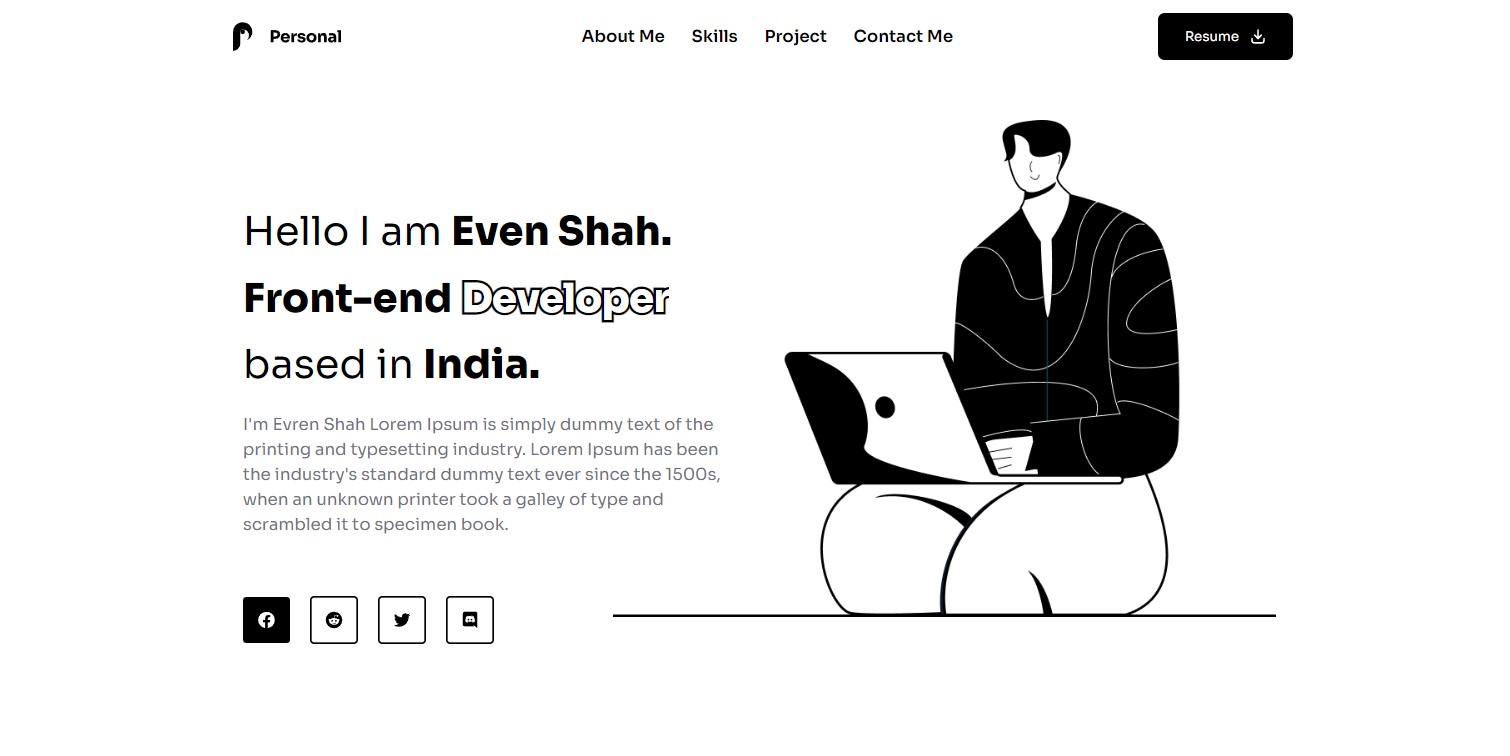 Personal
About Me Skills Project Contact Me
Resume
Hello I am Even Shah.
Front-end Developer
based in India.
I'm Evren Shah Lorem Ipsum is simply dummy text of the
printing and typesetting industry. Lorem Ipsum has been
the industry's standard dummy text ever since the 1500s,
when an unknown printer took a galley of type and
scrambled it to specimen book.